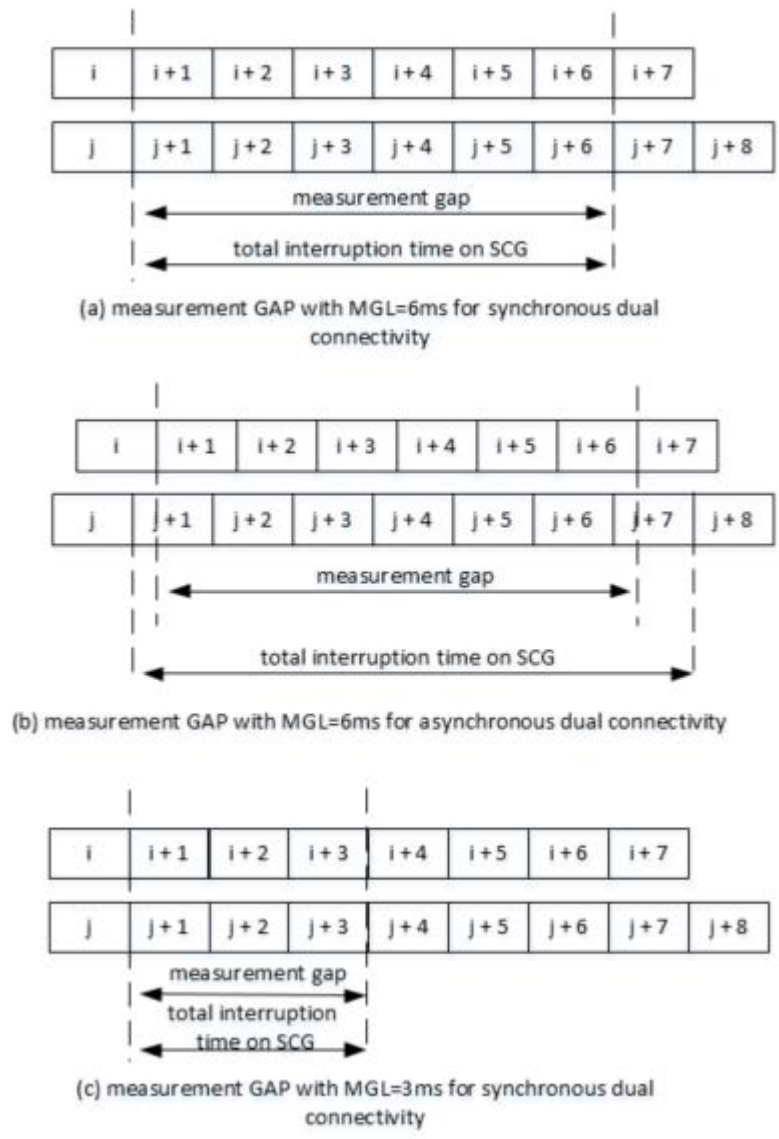 i i + 1 i + 2 i + 3 i + 4 i + 5 i + 6 i + 7
j j + 1 j + 2 j + 3 j + 4 j + 5 j + 6 j + 7 j + 8
measurement gap
total interruption time on SCG
(a) measurement GAP with MGL=6ms for synchronous dual
connectivity
i i + 1 i + 2 i + 3 i + 4 i + 5 i + 6 i + 7
j j + 1 j + 2 j + 3 j + 4 j + 5 j + 6 j + 7 j + 8
measurement gap
total interruption time on SCG
(b) measurement GAP with MGL=6ms for asynchronous dual connectivity
i i + 1 i + 2 i + 3 i + 4 i + 5 i + 6 i + 7
j j + 1 j + 2 j + 3 j + 4 j + 5 j + 6 j + 7 j + 8
measurement gap
total interruption
time on SCG
(c) measurement GAP with MGL=3ms for synchronous dual
connectivity